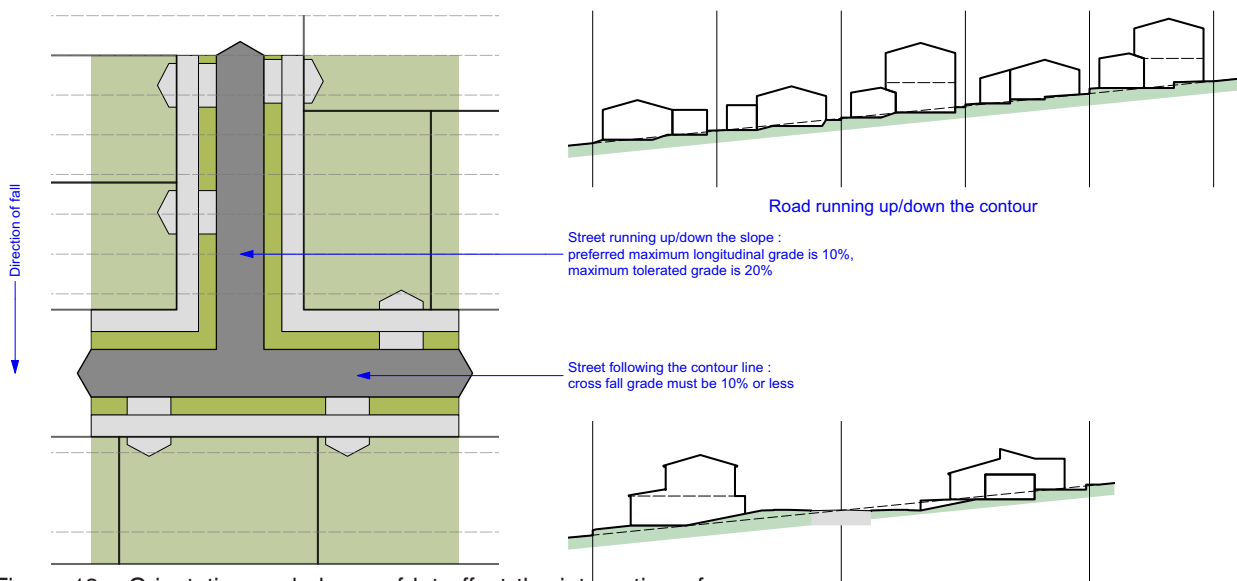 Direction of fall
Road running up/down the contour
Street running up/down the slope :
preferred maximum longitudinal grade is 10%,
maximum tolerated grade is 20%
Street following the contour line :
cross fall grade must be 10% or less